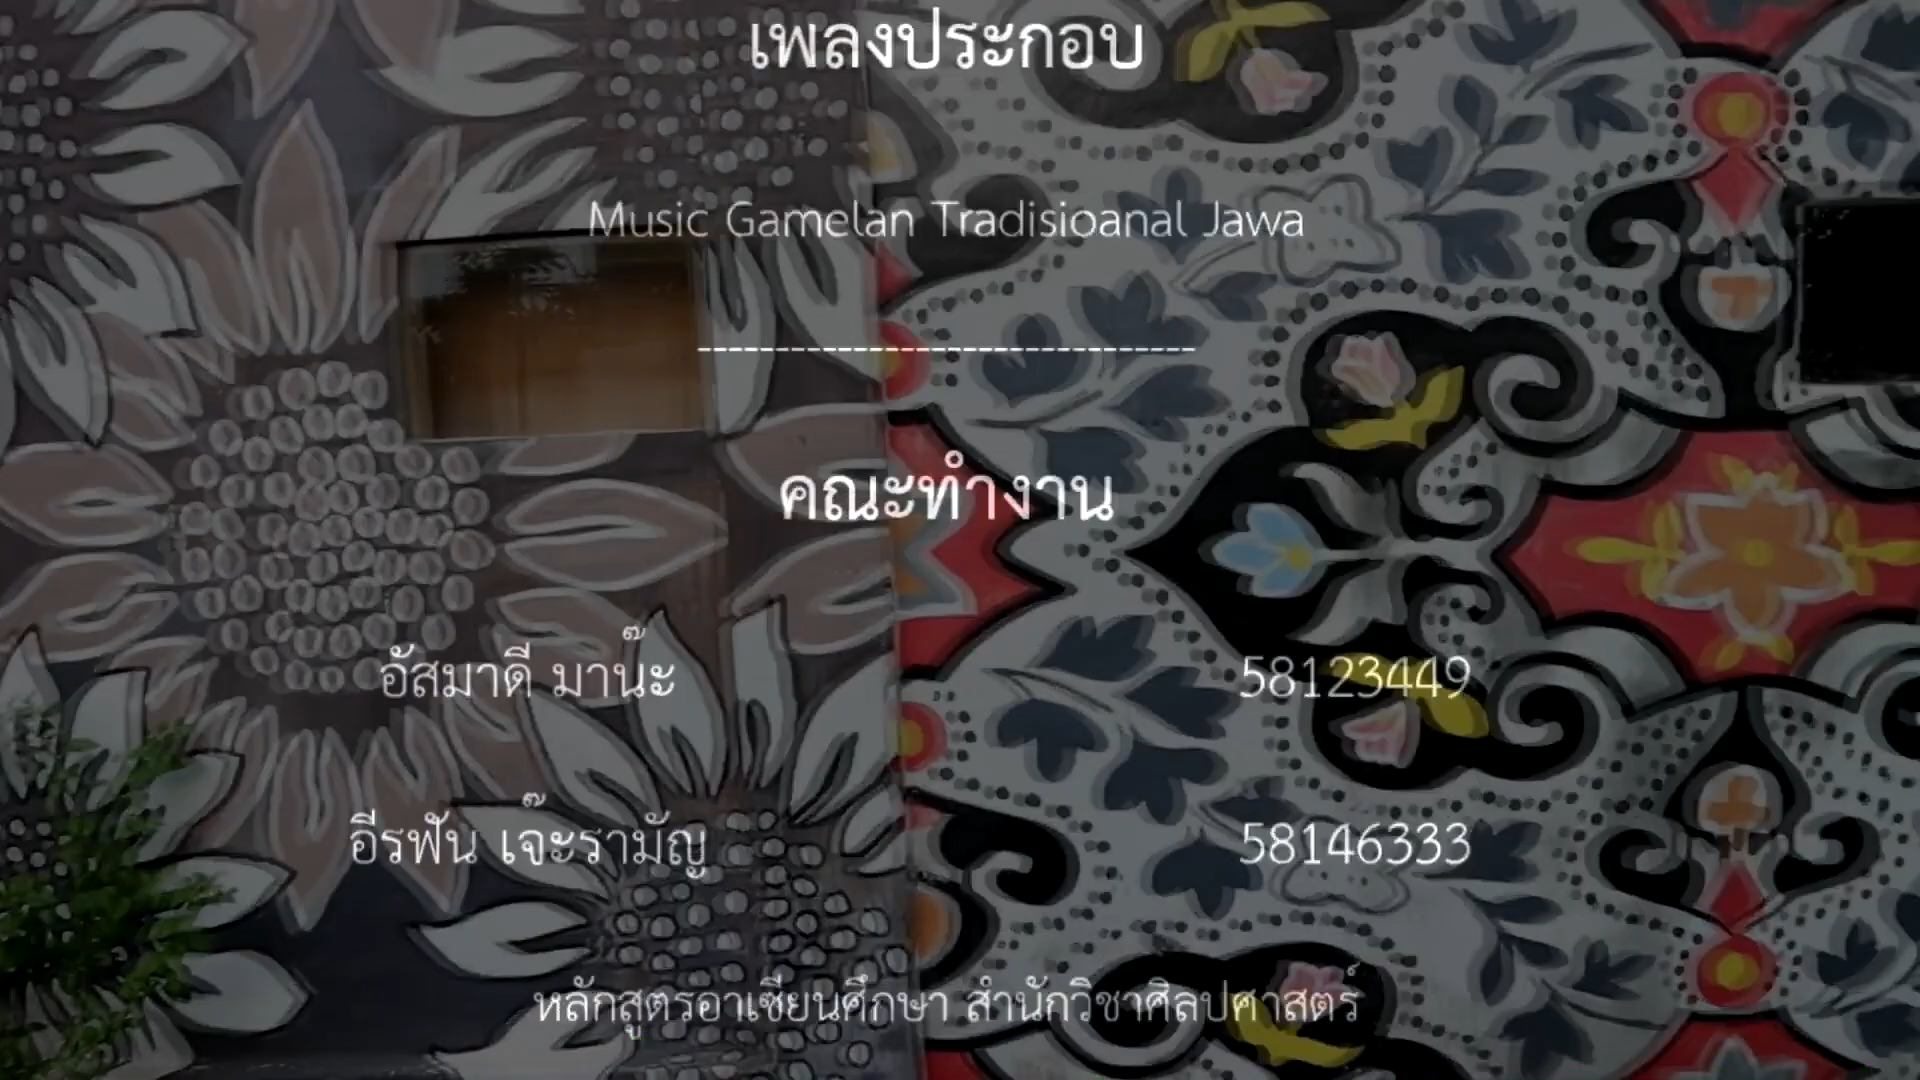 เพลงประกอบ
Music Gamelan Tradisioanal Jawa
--------------------------------
คณะทำงาน
อัสมาดี มาน๊ะ 58123449
อีรฟัน เจ๊ะรามัญ 58146333
หลักสูตรอาเซียนศึกษา สำนักวิชาศิลปศาสตร์